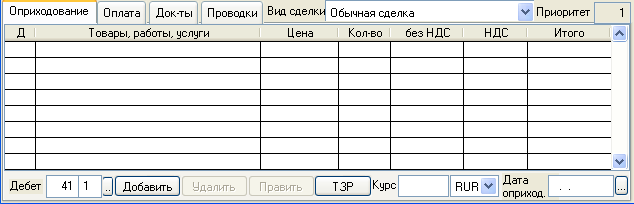 Оприходование Оплата Док-ты Проводки Вид сделки Обычная сделка Приоритет 1
Д Товары, работы, услуги Цена Кол-во без НДС НДС Итого
Дебет 41 1 .. Добавить Удалить Править ТЗР Курс RUR Дата оприход. . . ...